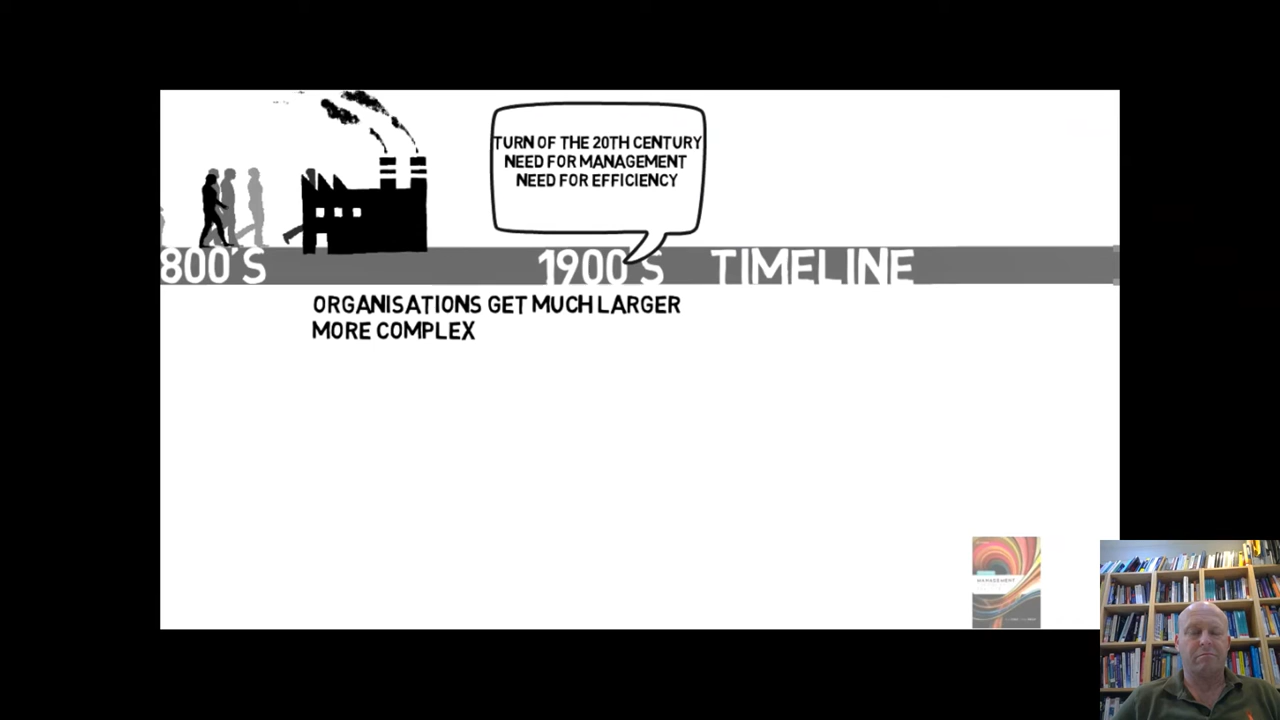 TURN OF THE 20TH CENTURY
NEED FOR MANAGEMENT
NEED FOR EFFICIENCY
800'S
1900'S
TIMELINE
ORGANISATIONS GET MUCH LARGER
MORE COMPLEX
MANAGEMENT